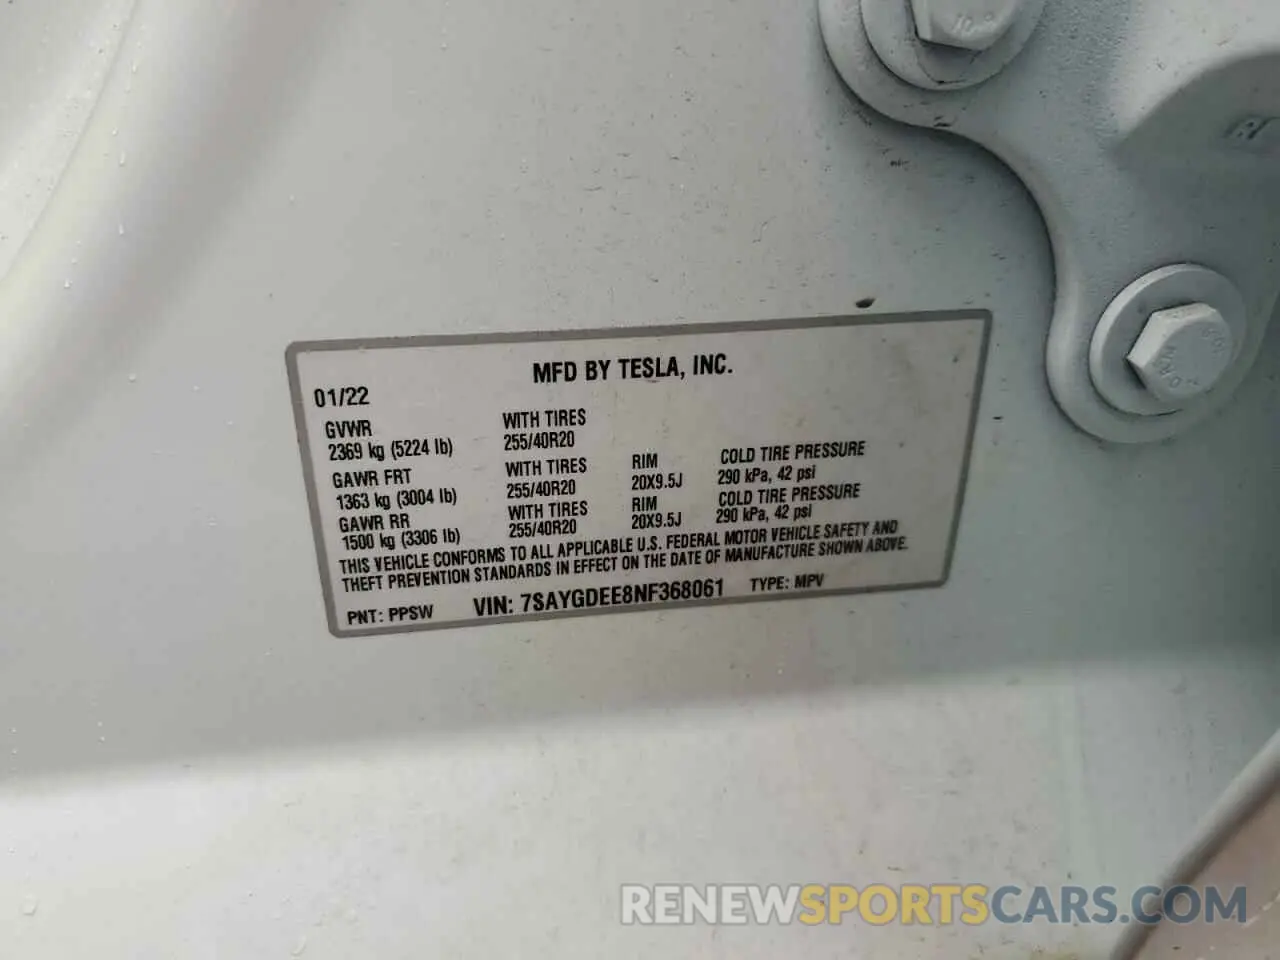 MFD BY TESLA, INC.
01/22
GVWR WITH TIRES
2369 kg (5224 lb) 255/40R20
GAWR FRT WITH TIRES RIM COLD TIRE PRESSURE
1363 kg (3004 lb) 255/40R20 20X9.5J 290 kPa, 42 psi
GAWR RR WITH TIRES RIM COLD TIRE PRESSURE
1500 kg (3306 lb) 255/40R20 20X9.5J 290 kPa, 42 psi
THIS VEHICLE CONFORMS TO ALL APPLICABLE U.S. FEDERAL MOTOR VEHICLE SAFETY AND
THEFT PREVENTION STANDARDS IN EFFECT ON THE DATE OF MANUFACTURE SHOWN ABOVE.
PNT: PPSW VIN: 7SAYGDEE8NF368061 TYPE: MPV
RENEWSPORTSCARS.COM